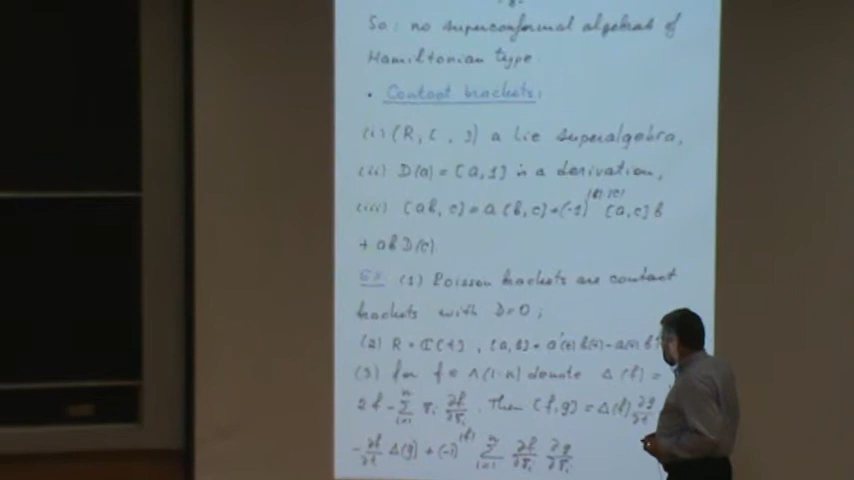 So: no superconformal algebras of
Hamiltonian type.
• Contact brackets:
(i) (R, [ , ]) a Lie superalgebra,
(ii) D(a) = [a,1] is a derivation,
(iii) [ab, c] = a [b, c] + (-1)^{|b||c|} [a, c] b
+ ab D(c)
Ex (1) Poisson brackets are contact
brackets with D=0;
(2) R = ℂ[t], [a, b] = a'(t) b(t) - a(t) b'
(3) for f ∈ Λ(1,n) denote Δ(f) =
2f - Σ_{i=1}^{n} ξ_i ∂f/∂ξ_i. Then [f,g] = Δ(f) ∂g/∂t
- ∂f/∂t Δ(g) + (-1)^{|f|} Σ_{i=1}^{n} ∂f/∂ξ_i ∂g/∂ξ_i